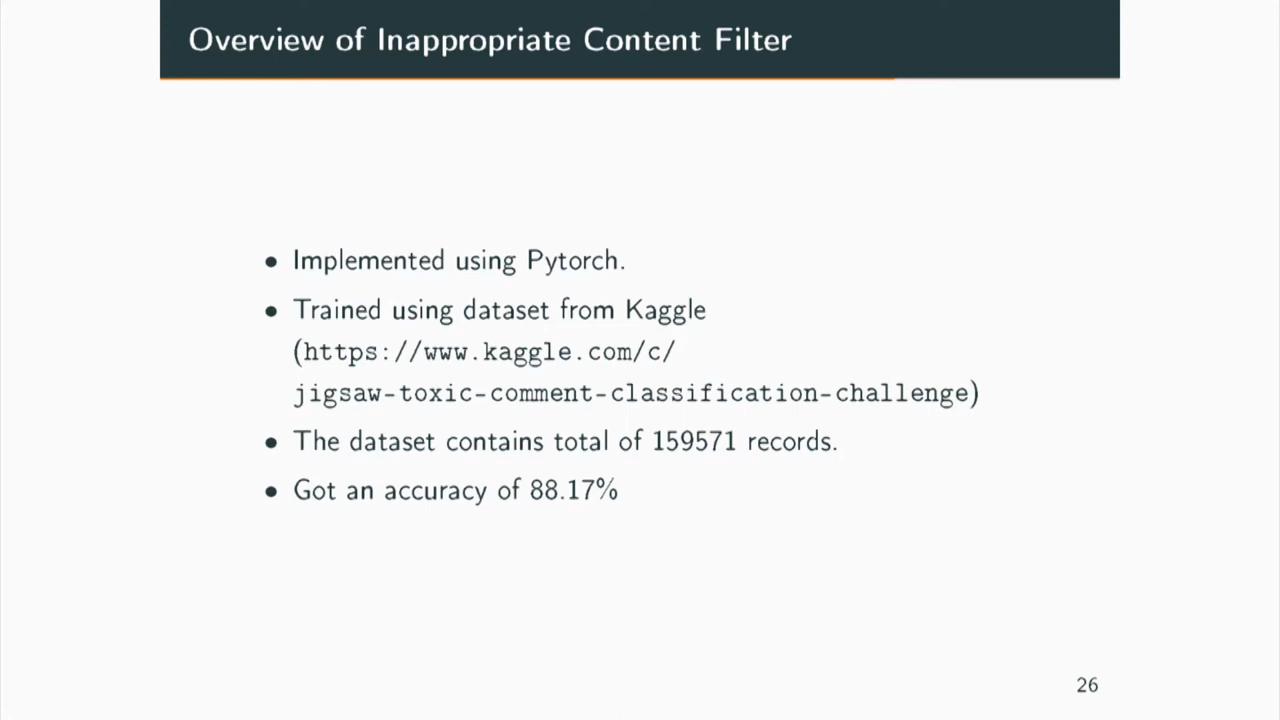 Overview of Inappropriate Content Filter
• Implemented using Pytorch.
• Trained using dataset from Kaggle
(https://www.kaggle.com/c/
jigsaw-toxic-comment-classification-challenge)
• The dataset contains total of 159571 records.
• Got an accuracy of 88.17%
26